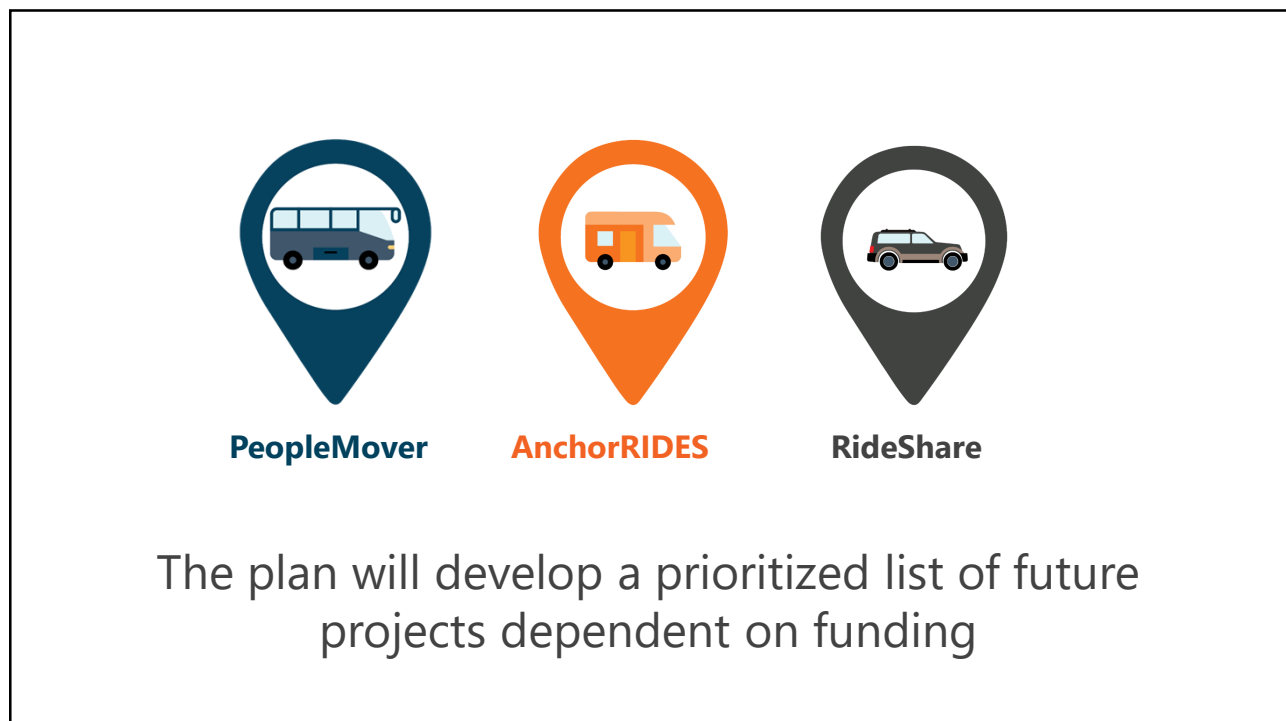 PeopleMover
AnchorRIDES
RideShare
The plan will develop a prioritized list of future
projects dependent on funding